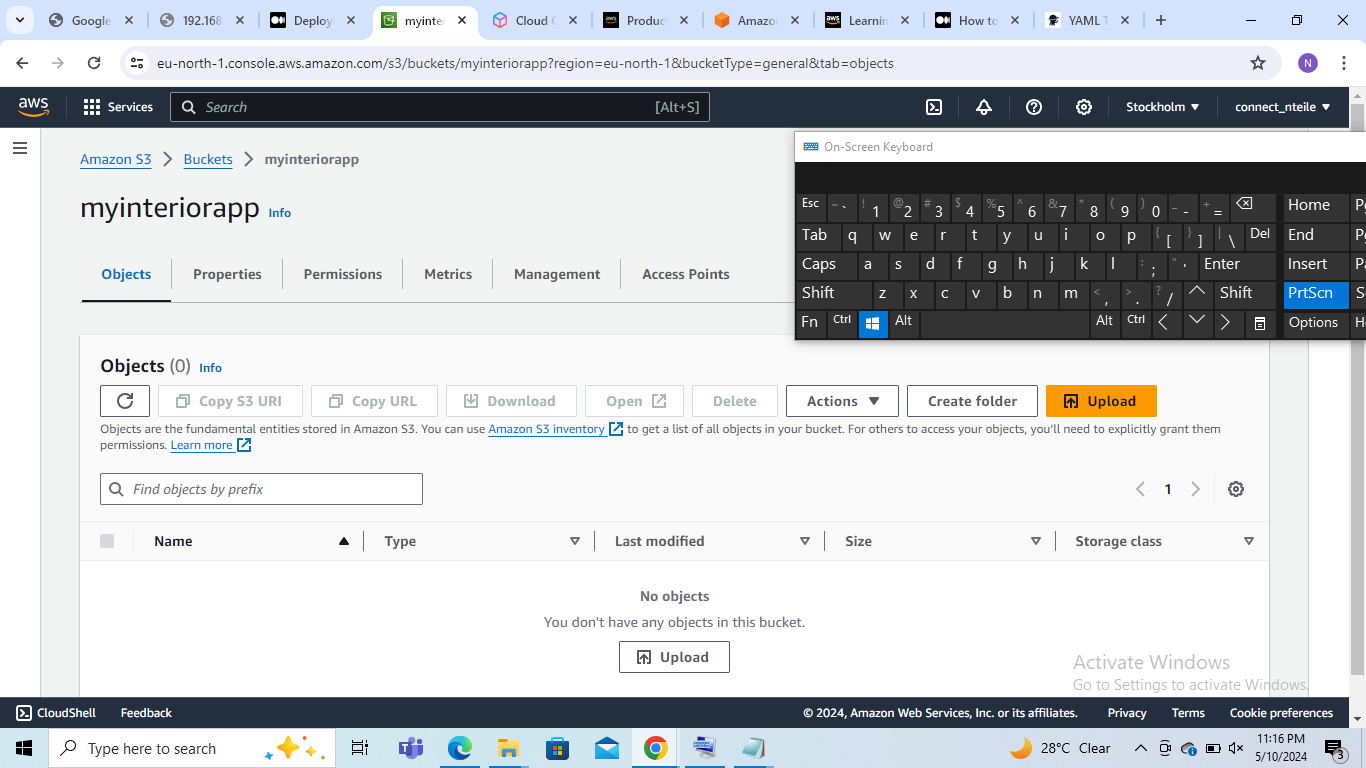 Google
192.168
Deploy
myinte
Cloud
Produc
Amazo
Learnin
How to
YAML T
eu-north-1.console.aws.amazon.com/s3/buckets/myinteriorapp?region=eu-north-1&bucketType=general&tab=objects
N
aws
Services
Search
[Alt+S]
Stockholm
connect_nteile
Amazon S3
Buckets
myinteriorapp
myinteriorapp
Info
Objects
Properties
Permissions
Metrics
Management
Access Points
On-Screen Keyboard
Esc ~ ` ! 1 @ 2 # 3 $ 4 % 5 ^ 6 & 7 * 8 ( 9 ) 0 _ - + = Home
Tab q w e r t y u i o p { [ } ] | \ Del End
Caps a s d f g h j k l : ; " ' Enter Insert
Shift z x c v b n m < , > . ? / Shift PrtScn
Fn Ctrl Alt Alt Ctrl Options
Objects (0) Info
Copy S3 URI
Copy URL
Download
Open
Delete
Actions
Create folder
Upload
Objects are the fundamental entities stored in Amazon S3. You can use Amazon S3 inventory to get a list of all objects in your bucket. For others to access your objects, you'll need to explicitly grant them
permissions. Learn more
Find objects by prefix
1
Name
Type
Last modified
Size
Storage class
No objects
You don't have any objects in this bucket.
Upload
Activate Windows
Go to Settings to activate Windows.
CloudShell
Feedback
© 2024, Amazon Web Services, Inc. or its affiliates.
Privacy
Terms
Cookie preferences
Type here to search
28°C Clear
11:16 PM
5/10/2024
3